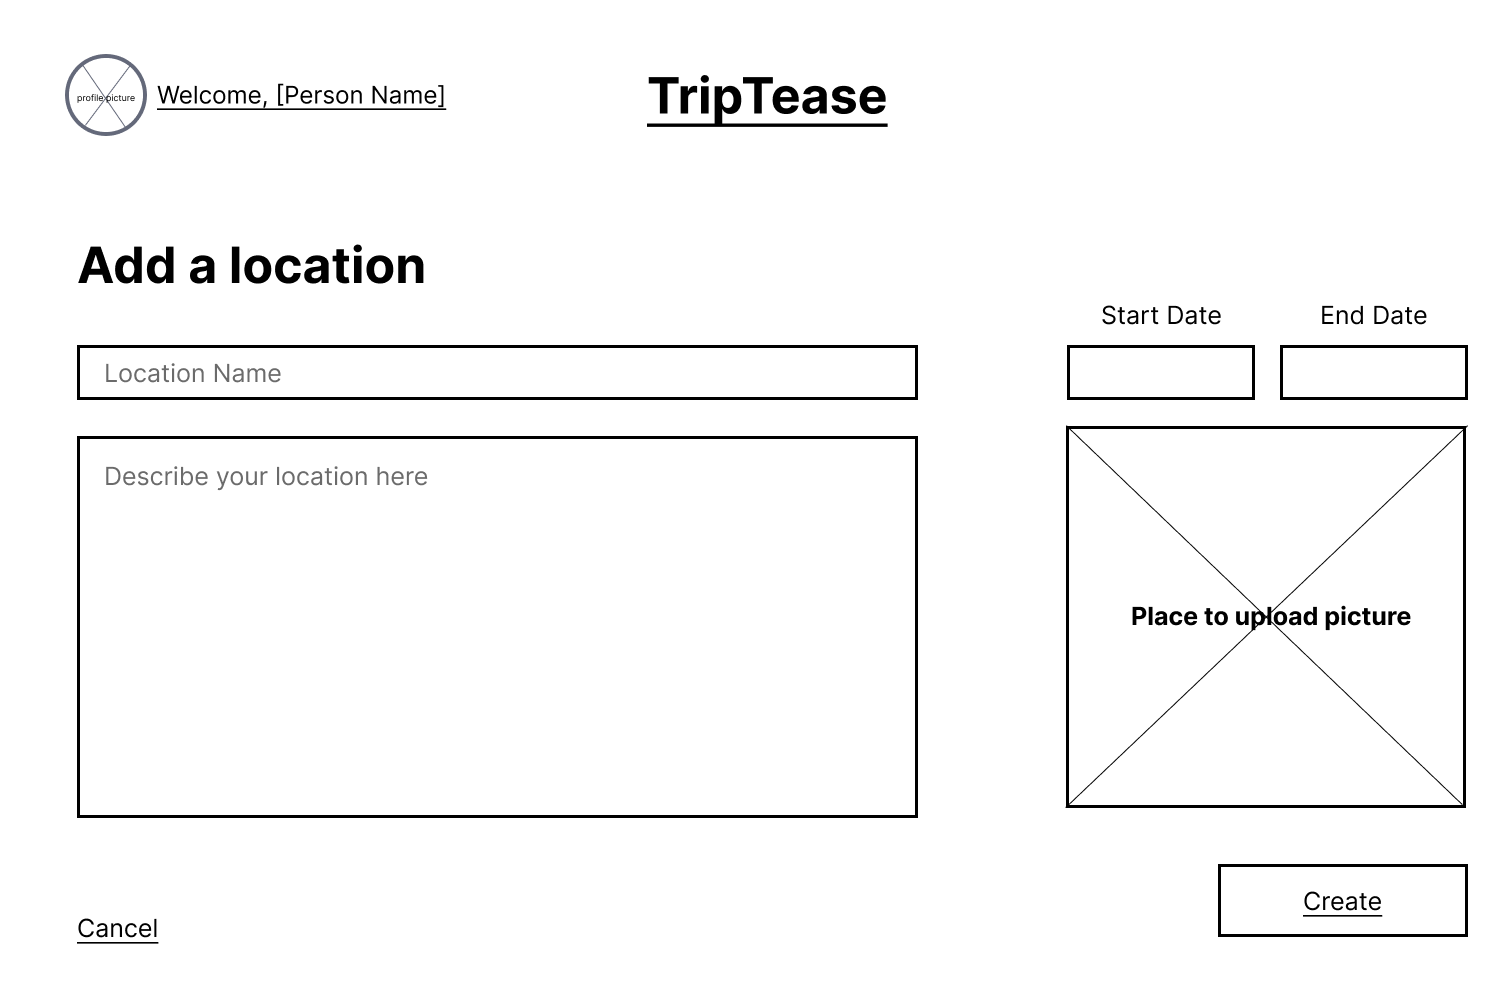 profile picture
Welcome, [Person Name]
TripTease
Add a location
Start Date
End Date
Location Name
Describe your location here
Place to upload picture
Create
Cancel